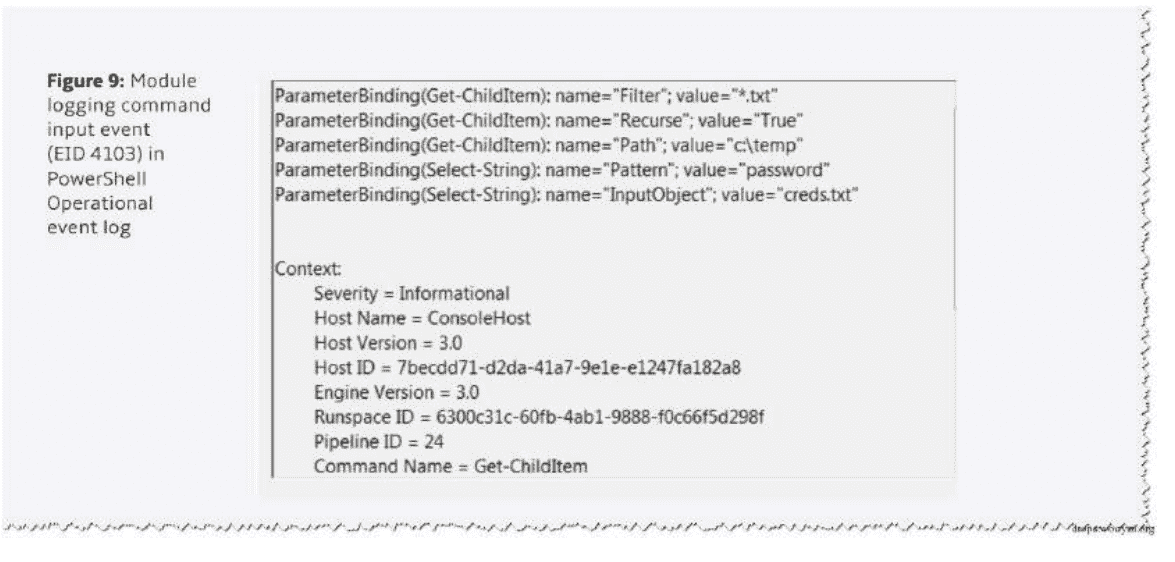 Figure 9: Module
logging command
input event
(EID 4103) in
PowerShell
Operational
event log
ParameterBinding(Get-ChildItem): name="Filter"; value="*.txt"
ParameterBinding(Get-ChildItem): name="Recurse"; value="True"
ParameterBinding(Get-ChildItem): name="Path"; value="c:\temp"
ParameterBinding(Select-String): name="Pattern"; value="password"
ParameterBinding(Select-String): name="InputObject"; value="creds.txt"
Context:
Severity = Informational
Host Name = ConsoleHost
Host Version = 3.0
Host ID = 7becdd71-d2da-41a7-9e1e-e1247fa182a8
Engine Version = 3.0
Runspace ID = 6300c31c-60fb-4ab1-9888-f0c66f5d298f
Pipeline ID = 24
Command Name = Get-ChildItem